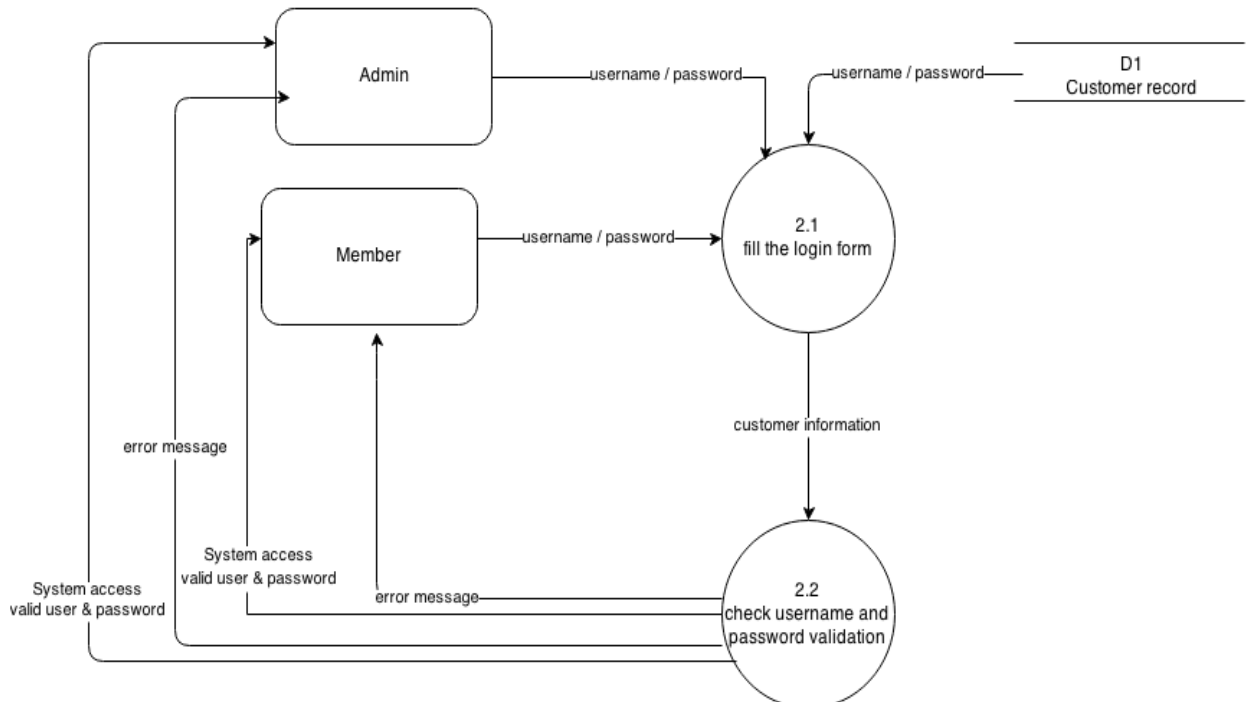 Admin
username / password
username / password
D1
Customer record
Member
username / password
2.1
fill the login form
customer information
error message
System access
valid user & password
System access
valid user & password
error message
2.2
check username and
password validation